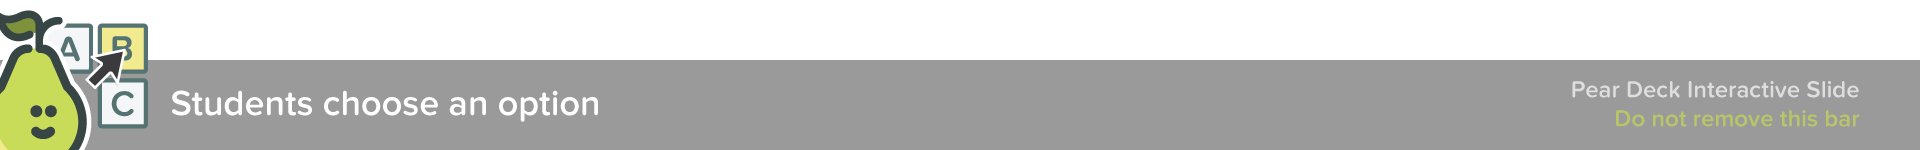 A B
C
Students choose an option
Pear Deck Interactive Slide
Do not remove this bar